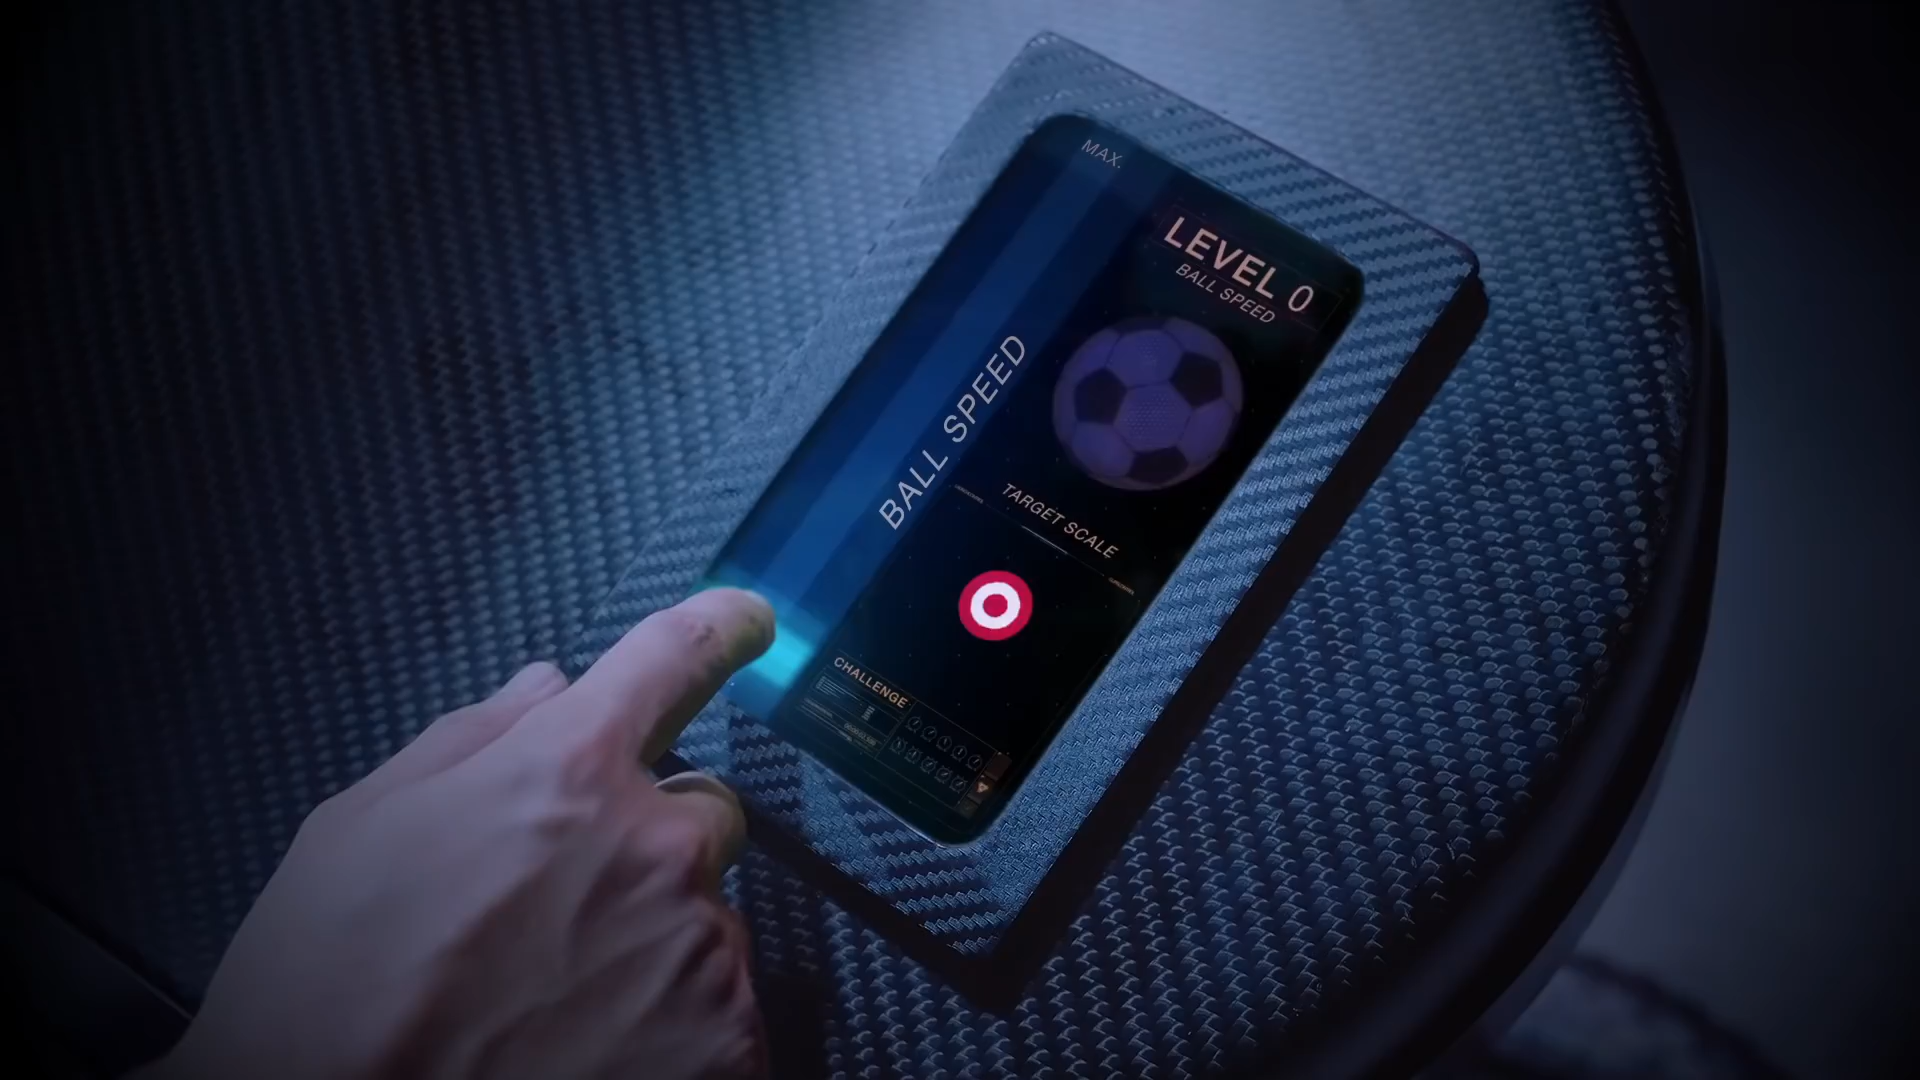 MAX.
LEVEL 0
BALL SPEED
BALL SPEED
TARGET SCALE
CHALLENGE